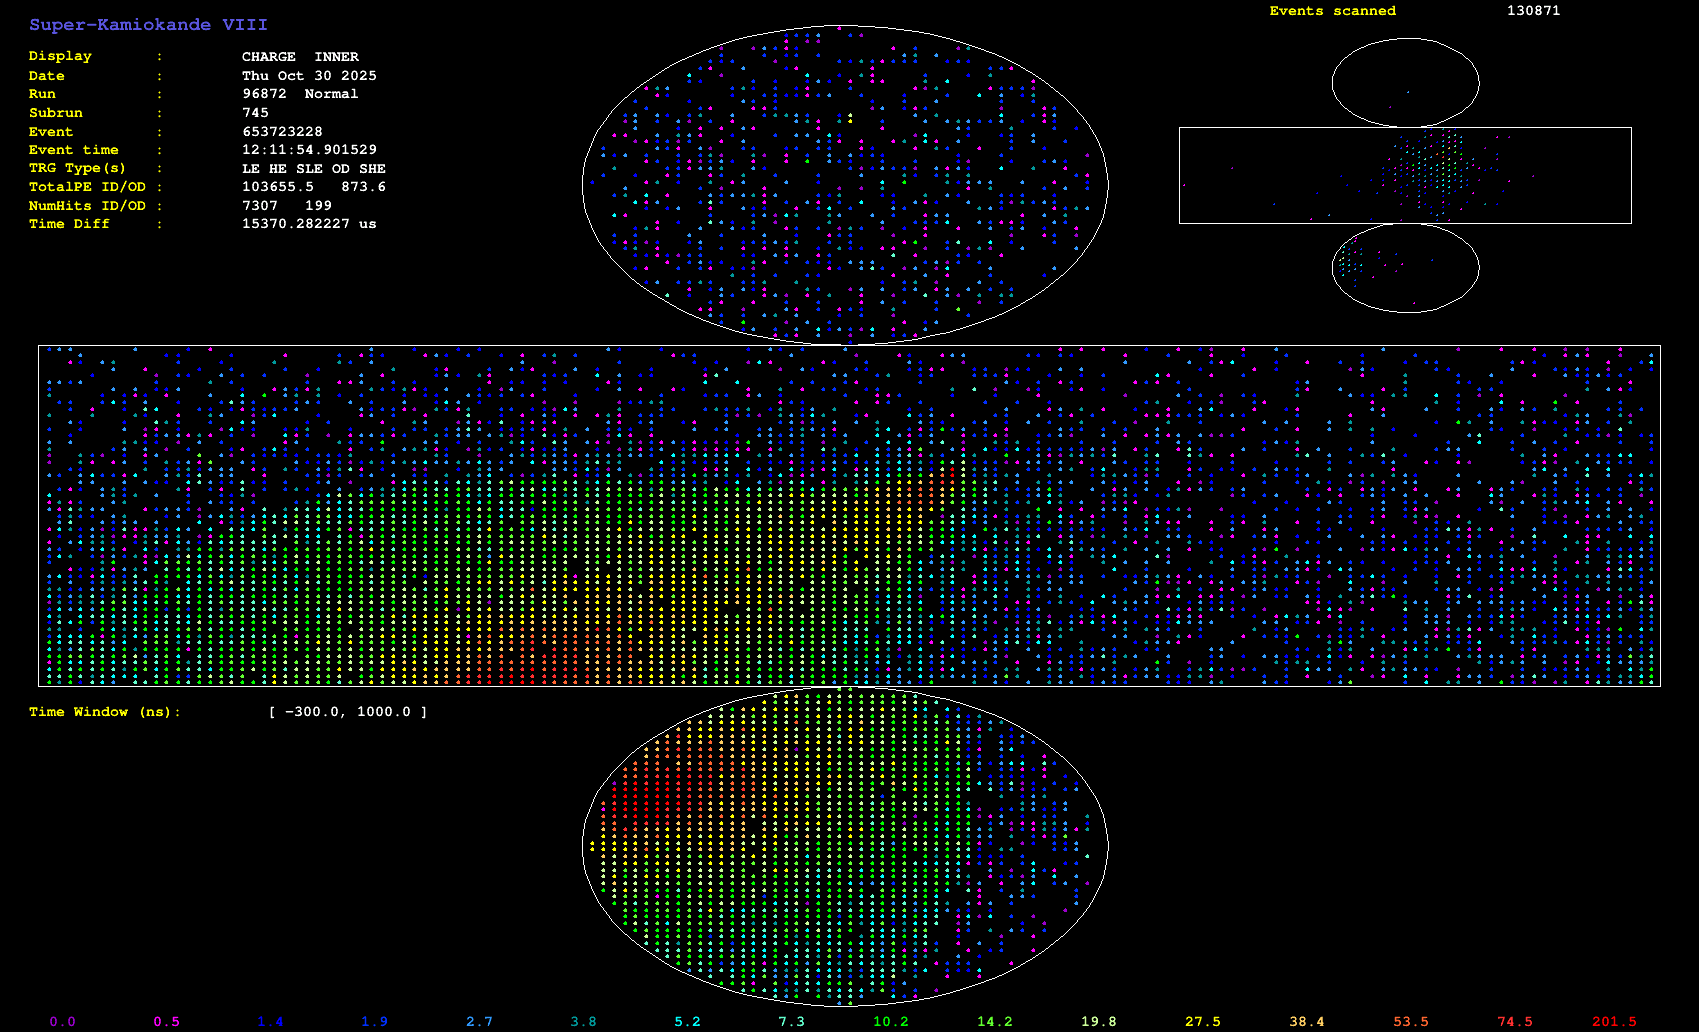 Super-Kamiokande VIII
Events scanned 130871
Display : CHARGE INNER
Date : Thu Oct 30 2025
Run : 96872 Normal
Subrun : 745
Event : 653723228
Event time : 12:11:54.901529
TRG Type(s) : LE HE SLE OD SHE
TotalPE ID/OD : 103655.5 873.6
NumHits ID/OD : 7307 199
Time Diff : 15370.282227 us
Time Window (ns): [ -300.0, 1000.0 ]
0.0 0.5 1.4 1.9 2.7 3.8 5.2 7.3 10.2 14.2 19.8 27.5 38.4 53.5 74.5 201.5